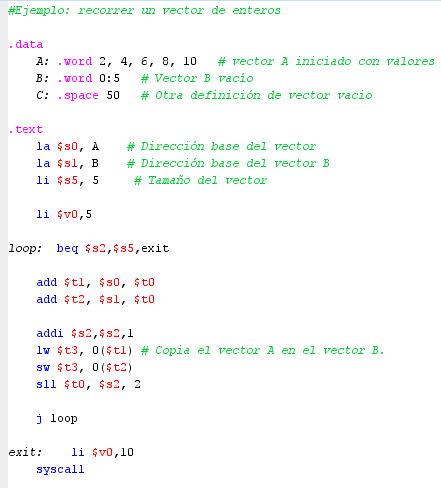 #Ejemplo: recorrer un vector de enteros
.data
A: .word 2, 4, 6, 8, 10 # vector A iniciado con valores
B: .word 0:5 # Vector B vacío
C: .space 50 # Otra definición de vector vacio
.text
la $s0, A # Dirección base del vector
la $s1, B # Dirección base del vector B
li $s5, 5 # Tamaño del vector
li $v0,5
loop: beq $s2,$s5,exit
add $t1, $s0, $t0
add $t2, $s1, $t0
addi $s2,$s2,1
lw $t3, 0($t1) # Copia el vector A en el vector B.
sw $t3, 0($t2)
sll $t0, $s2, 2
j loop
exit: li $v0,10
syscall